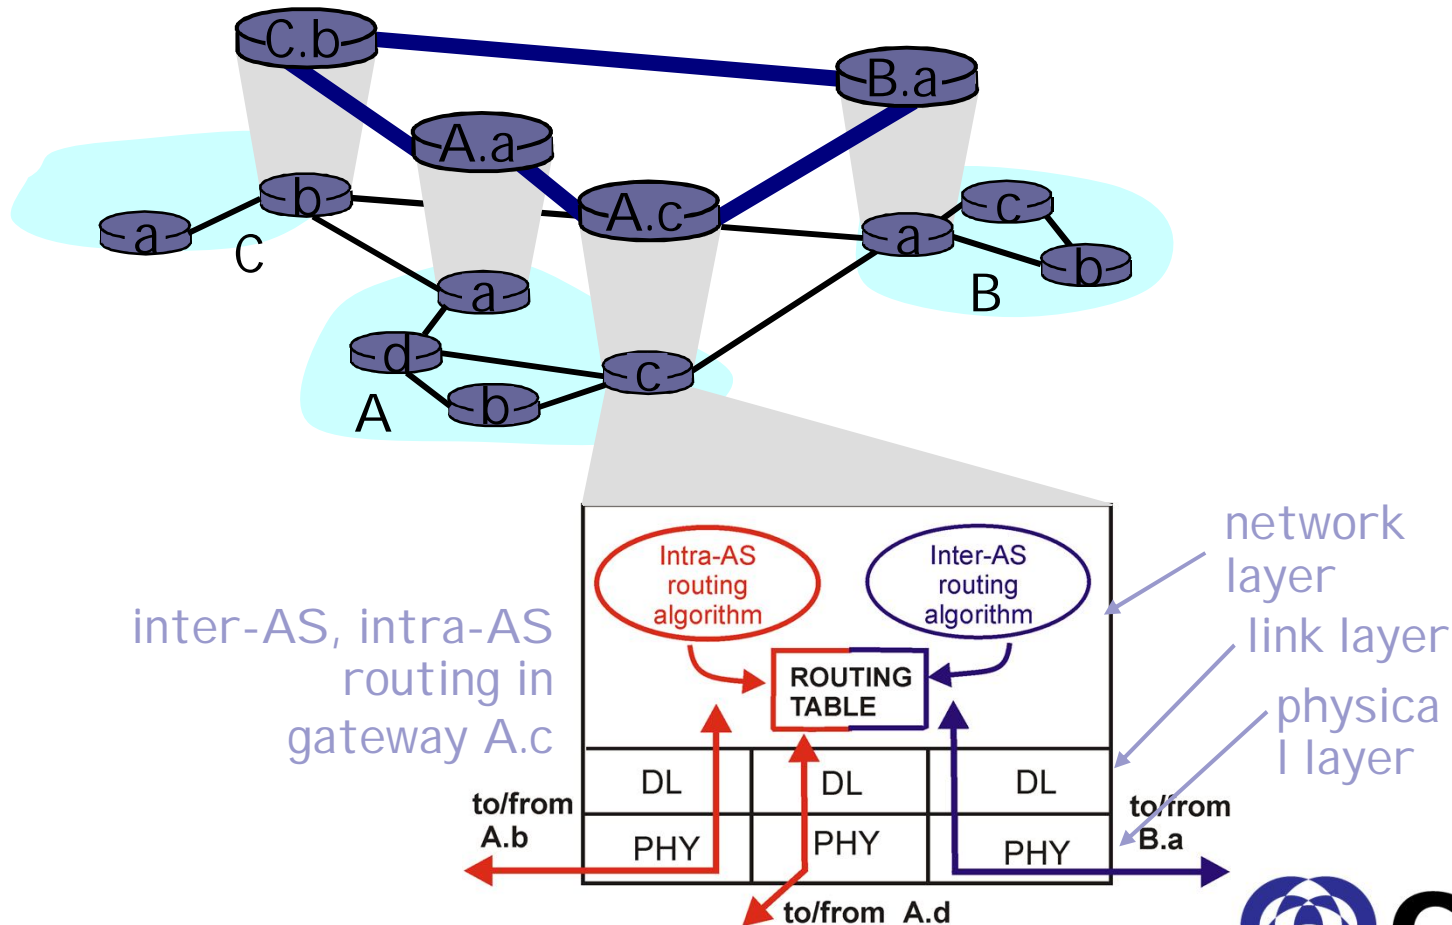 C.b
B.a
A.a
A.c
b
c
a
a
b
C
a
B
d
c
b
A
network
layer
Intra-AS
routing
algorithm
Inter-AS
routing
algorithm
inter-AS, intra-AS
routing in
gateway A.c
link layer
ROUTING
TABLE
physica
l layer
DL
DL
DL
to/from
A.b
to/from
B.a
PHY
PHY
PHY
to/from A.d